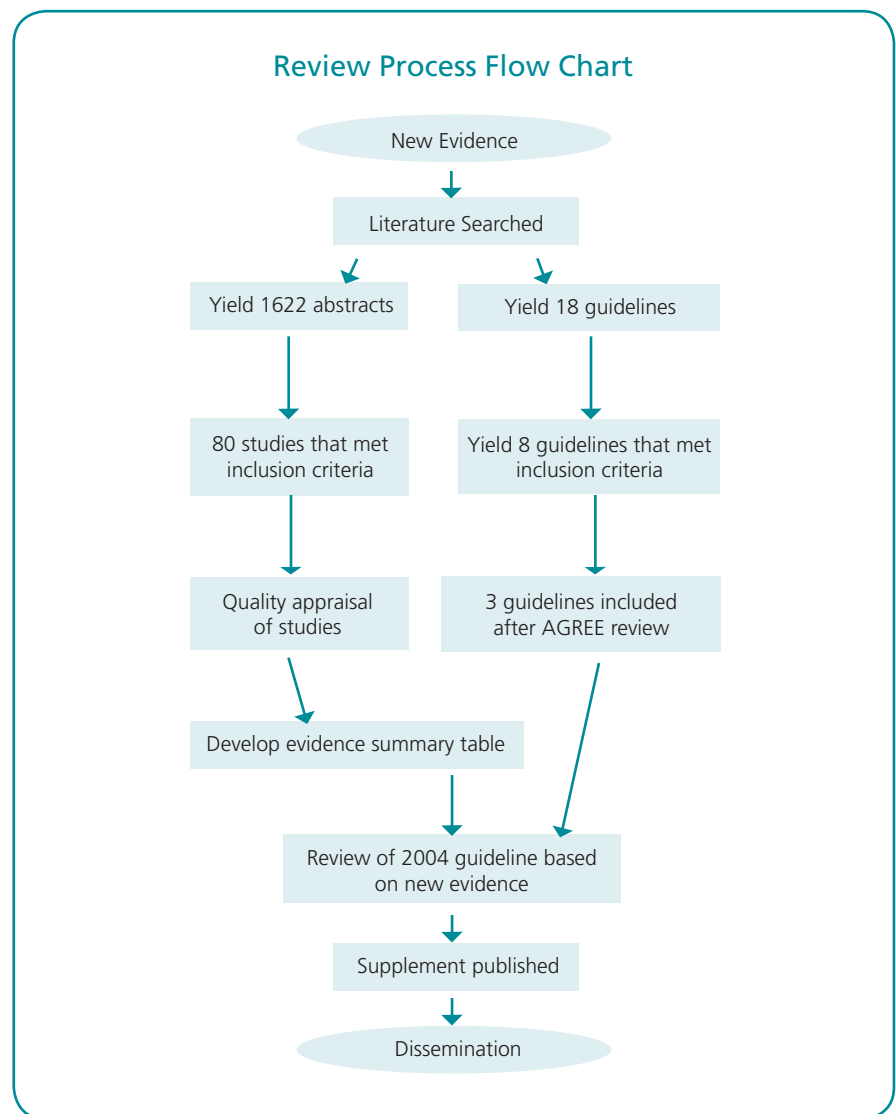 Review Process Flow Chart
New Evidence
Literature Searched
Yield 1622 abstracts
Yield 18 guidelines
80 studies that met
inclusion criteria
Yield 8 guidelines that met
inclusion criteria
Quality appraisal
of studies
3 guidelines included
after AGREE review
Develop evidence summary table
Review of 2004 guideline based
on new evidence
Supplement published
Dissemination